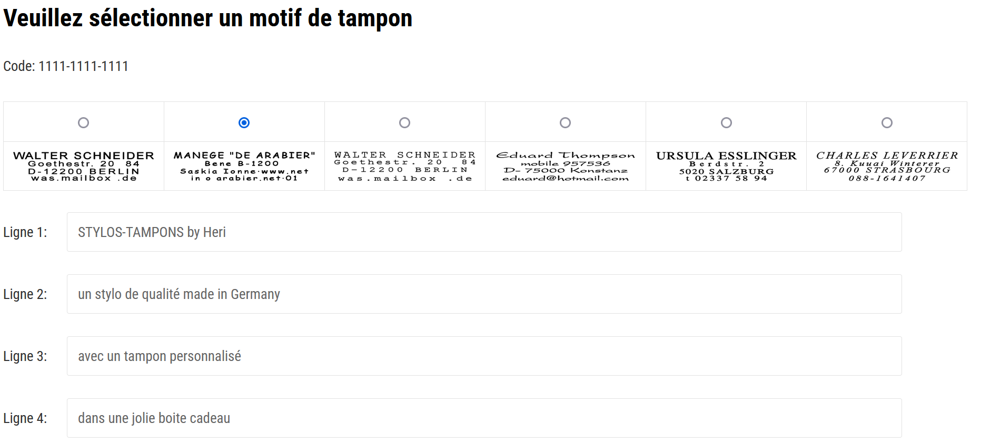 Veuillez sélectionner un motif de tampon
Code: 1111-1111-1111
WALTER SCHNEIDER
Goethestr. 20 84
D-12200 BERLIN
was.mailbox .de
MANEGE "DE ARABIER"
Bene B-1200
Saskia Ionne·www.net
in o arabier.net·01
WALTER SCHNEIDER
Goethestr. 20 84
D-12200 BERLIN
was.mailbox .de
Eduard Thompson
mobile 957536
D- 75000 Konstanz
eduard@hotmail.com
URSULA ESSLINGER
Berdstr. 2
5020 SALZBURG
t 02337 58 94
CHARLES LEVERRIER
8. Kuuai Winterer
67000 STRASBOURG
088-1641407
Ligne 1: STYLOS-TAMPONS by Heri
Ligne 2: un stylo de qualité made in Germany
Ligne 3: avec un tampon personnalisé
Ligne 4: dans une jolie boite cadeau